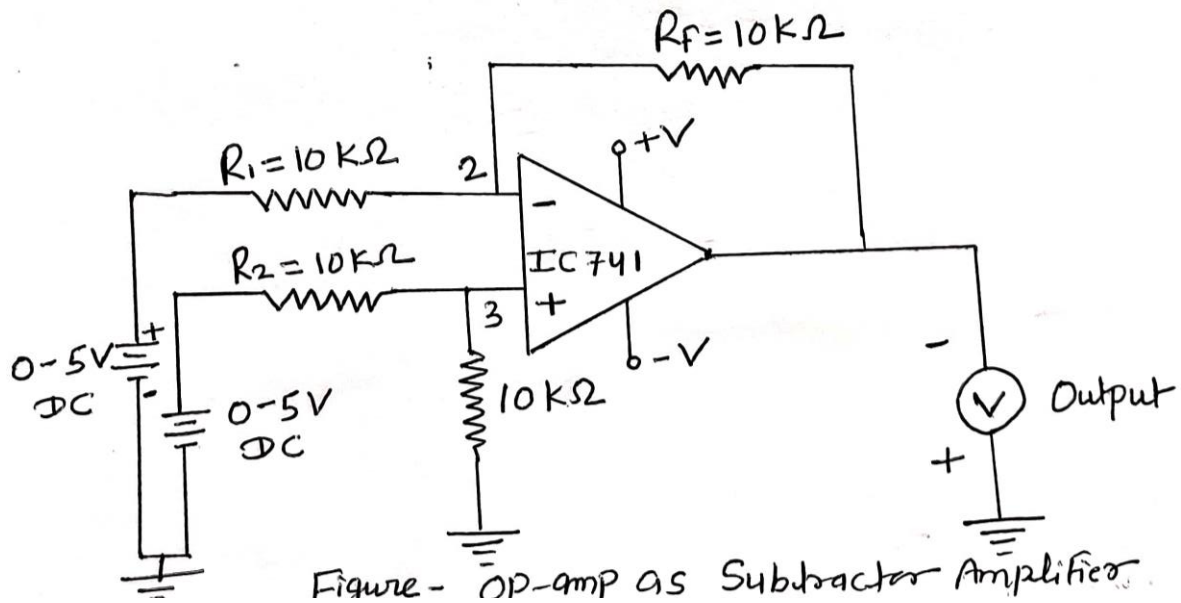 RF=10KΩ
+V
R1=10KΩ
2
-
R2=10KΩ
IC741
+
3
-V
+
0-5V
DC
-
0-5V
DC
10KΩ
-
V
Output
+
Figure- OP-amp as Subtractor Amplifier